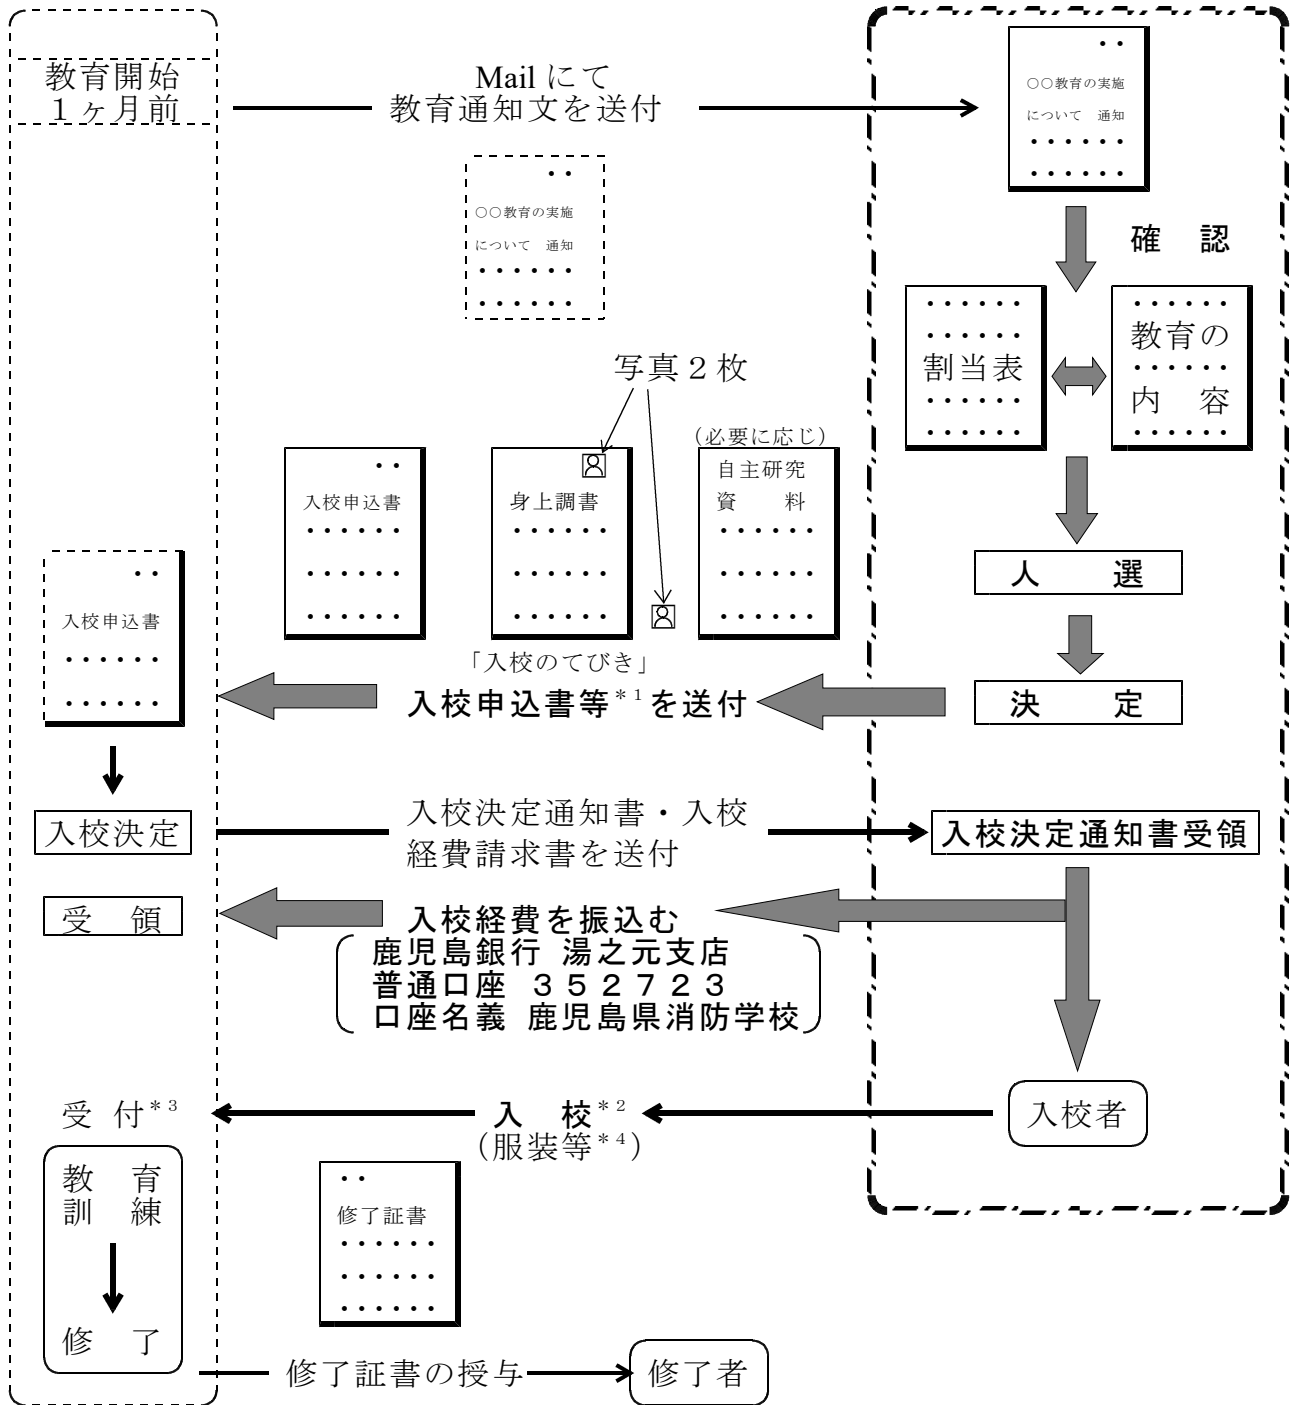 教育開始
１ヶ月前
Mail にて
教育通知文を送付
・・
○○教育の実施
について　通知
・・・・・・
・・・・・・
・・
○○教育の実施
について　通知
・・・・・・
・・・・・・
確　認
・・・・・・
・・・・・・
割当表
・・・・・・
・・・・・・
・・・・・・
教育の
・・・・・・
内　容
・・・・・・
写真２枚
・・
入校申込書
・・・・・・
・・・・・・
・・・・・・
身上調書
・・・・・・
・・・・・・
・・・・・・
（必要に応じ）
自主研究
資　　料
・・・・・・
・・・・・・
・・・・・・
人　　選
・・
入校申込書
・・・・・・
・・・・・・
「入校のてびき」
入校申込書等＊１を送付
決　　定
入校決定
入校決定通知書・入校
経費請求書を送付
入校決定通知書受領
受　領
入校経費を振込む
鹿児島銀行 湯之元支店
普通口座 ３５２７２３
口座名義 鹿児島県消防学校
受 付＊３
入　校＊２
（服装等＊４）
入校者
教　育
訓　練
修　了
・・
修了証書
・・・・・・
・・・・・・
・・・・・・
修了証書の授与
修了者